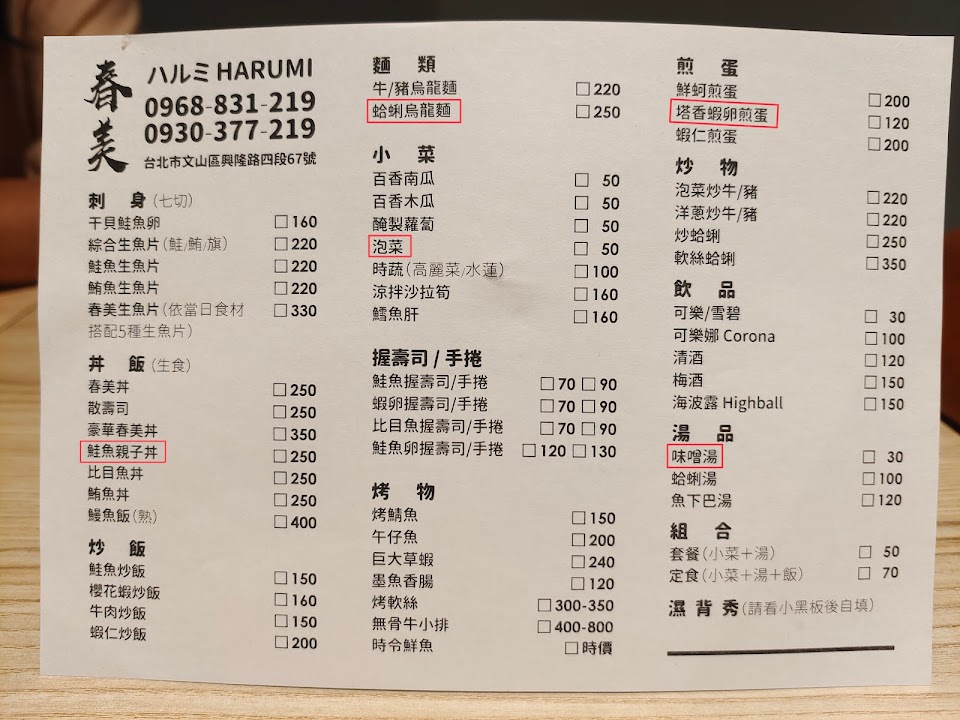 春美
ハルミ HARUMI
0968-831-219
0930-377-219
台北市文山區興隆路四段67號
刺 身(七切)
干貝鮭魚卵 □160
綜合生魚片(鮭/鮪/旗) □220
鮭魚生魚片 □220
鮪魚生魚片 □220
春美生魚片(依當日食材 □330
搭配5種生魚片)
丼 飯(生食)
春美丼 □250
散壽司 □250
豪華春美丼 □350
鮭魚親子丼 □250
比目魚丼 □250
鮪魚丼 □250
鰻魚飯(熟) □400
炒 飯
鮭魚炒飯 □150
櫻花蝦炒飯 □160
牛肉炒飯 □150
蝦仁炒飯 □200
麵 類
牛/豬烏龍麵 □220
蛤蜊烏龍麵 □250
小 菜
百香南瓜 □ 50
百香木瓜 □ 50
醃製蘿蔔 □ 50
泡菜 □ 50
時蔬(高麗菜/水蓮) □100
涼拌沙拉筍 □160
鱈魚肝 □160
握壽司 / 手捲
鮭魚握壽司/手捲 □70 □90
蝦卵握壽司/手捲 □70 □90
比目魚握壽司/手捲 □70 □90
鮭魚卵握壽司/手捲 □120 □130
烤 物
烤鯖魚 □150
午仔魚 □200
巨大草蝦 □240
墨魚香腸 □120
烤軟絲 □300-350
無骨牛小排 □400-800
時令鮮魚 □時價
煎 蛋
鮮蚵煎蛋 □200
塔香蝦卵煎蛋 □120
蝦仁煎蛋 □200
炒 物
泡菜炒牛/豬 □220
洋蔥炒牛/豬 □220
炒蛤蜊 □250
軟絲蛤蜊 □350
飲 品
可樂/雪碧 □ 30
可樂娜 Corona □100
清酒 □120
梅酒 □150
海波露 Highball □150
湯 品
味噌湯 □ 30
蛤蜊湯 □100
魚下巴湯 □120
組 合
套餐(小菜＋湯) □ 50
定食(小菜＋湯＋飯) □ 70
濕 背 秀(請看小黑板後自填)